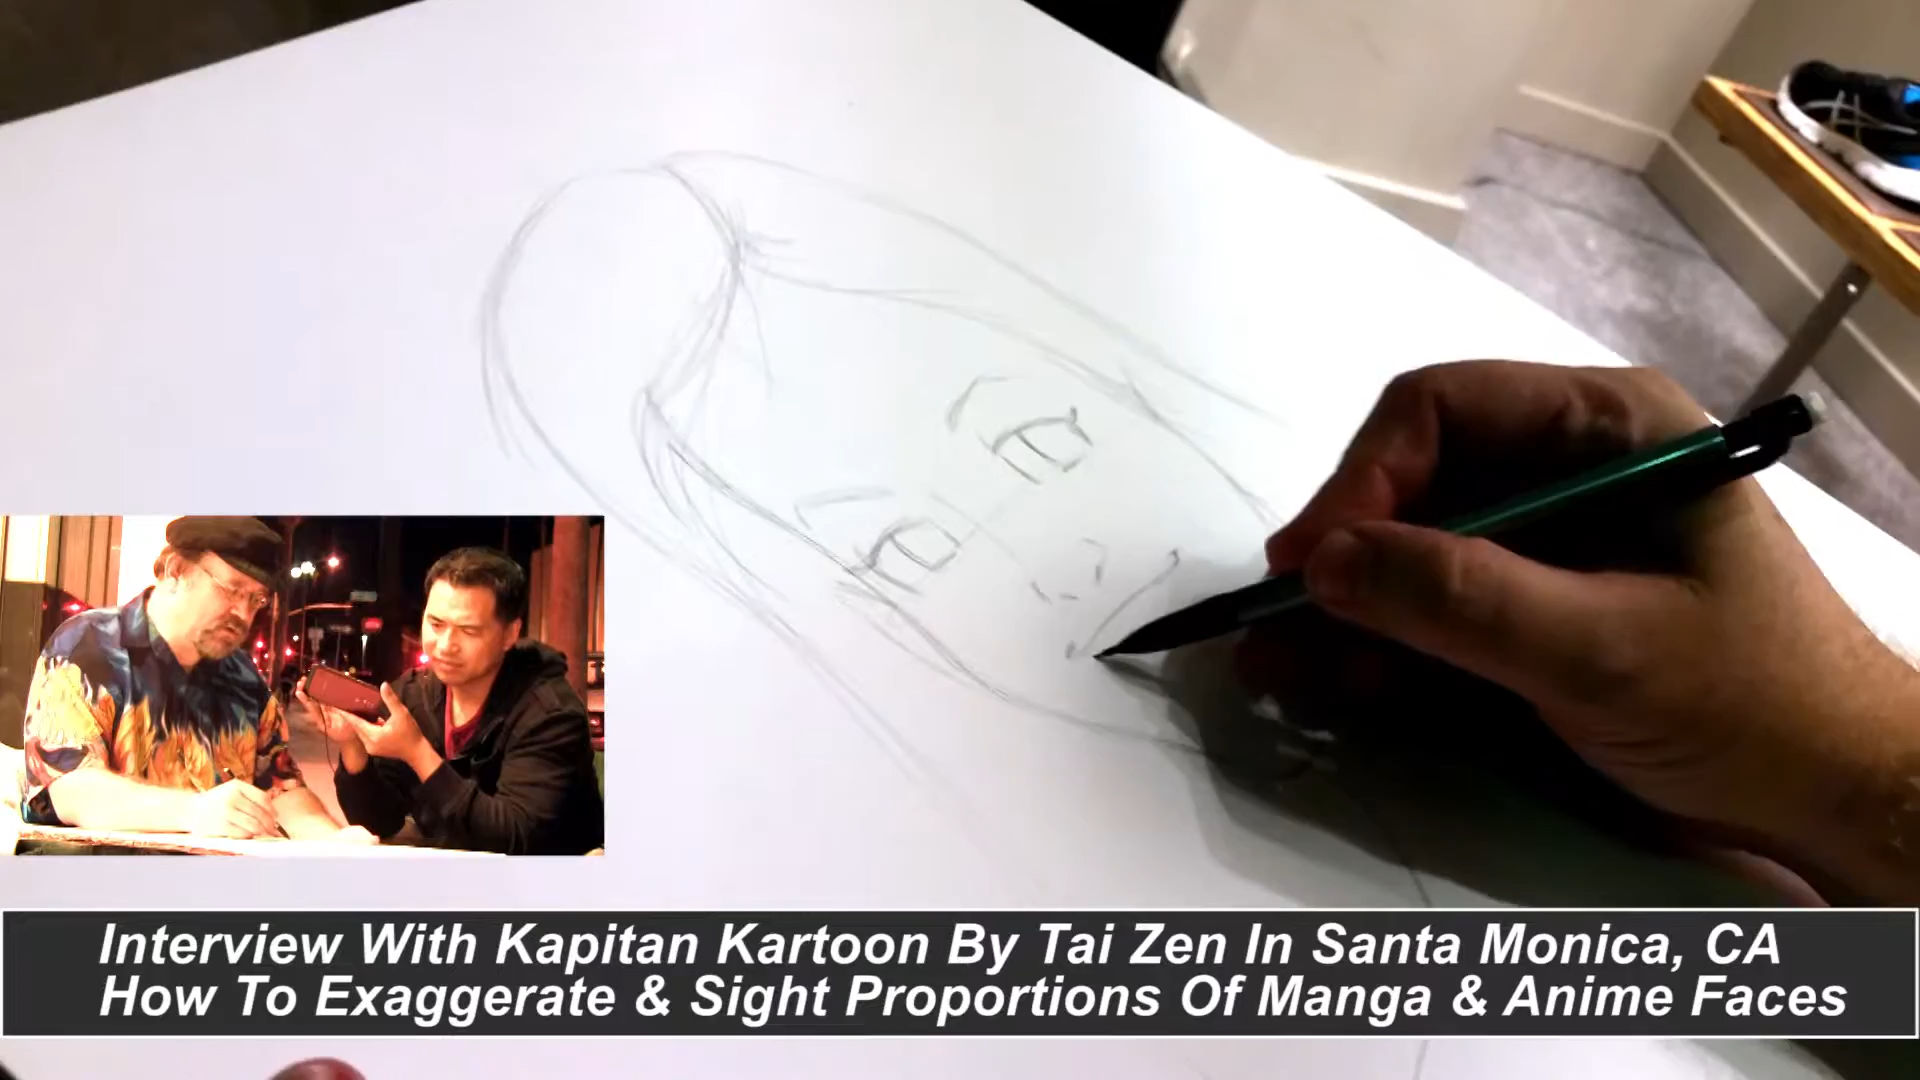 Interview With Kapitan Kartoon By Tai Zen In Santa Monica, CA
How To Exaggerate & Sight Proportions Of Manga & Anime Faces